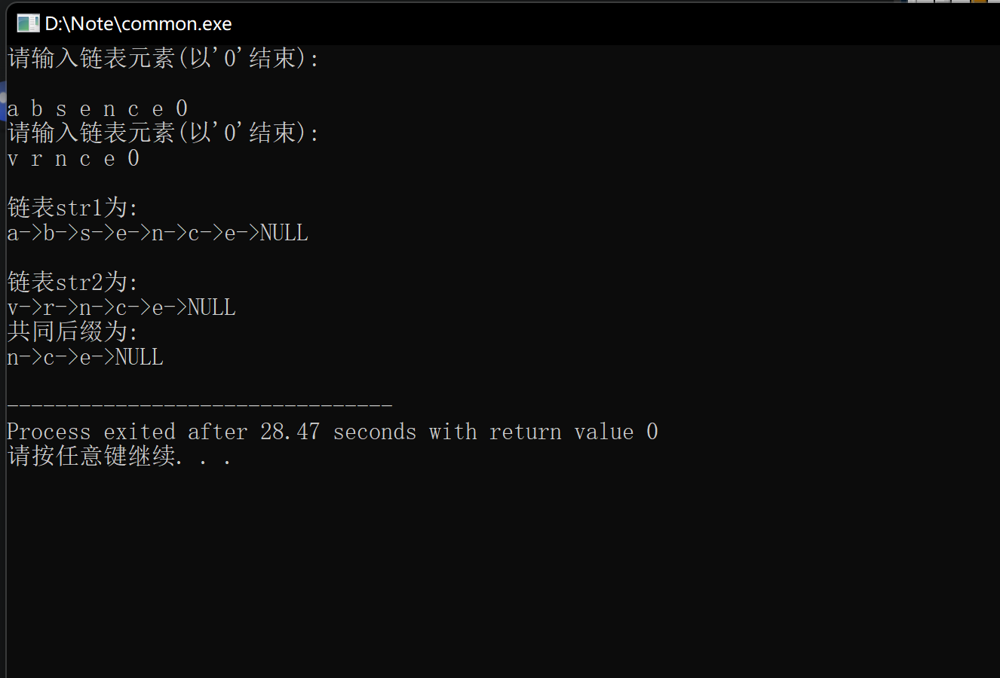 D:\Note\common.exe
请输入链表元素(以'0'结束):
a b s e n c e 0
请输入链表元素(以'0'结束):
v r n c e 0
链表str1为:
a->b->s->e->n->c->e->NULL
链表str2为:
v->r->n->c->e->NULL
共同后缀为:
n->c->e->NULL
--------------------------------
Process exited after 28.47 seconds with return value 0
请按任意键继续. . .